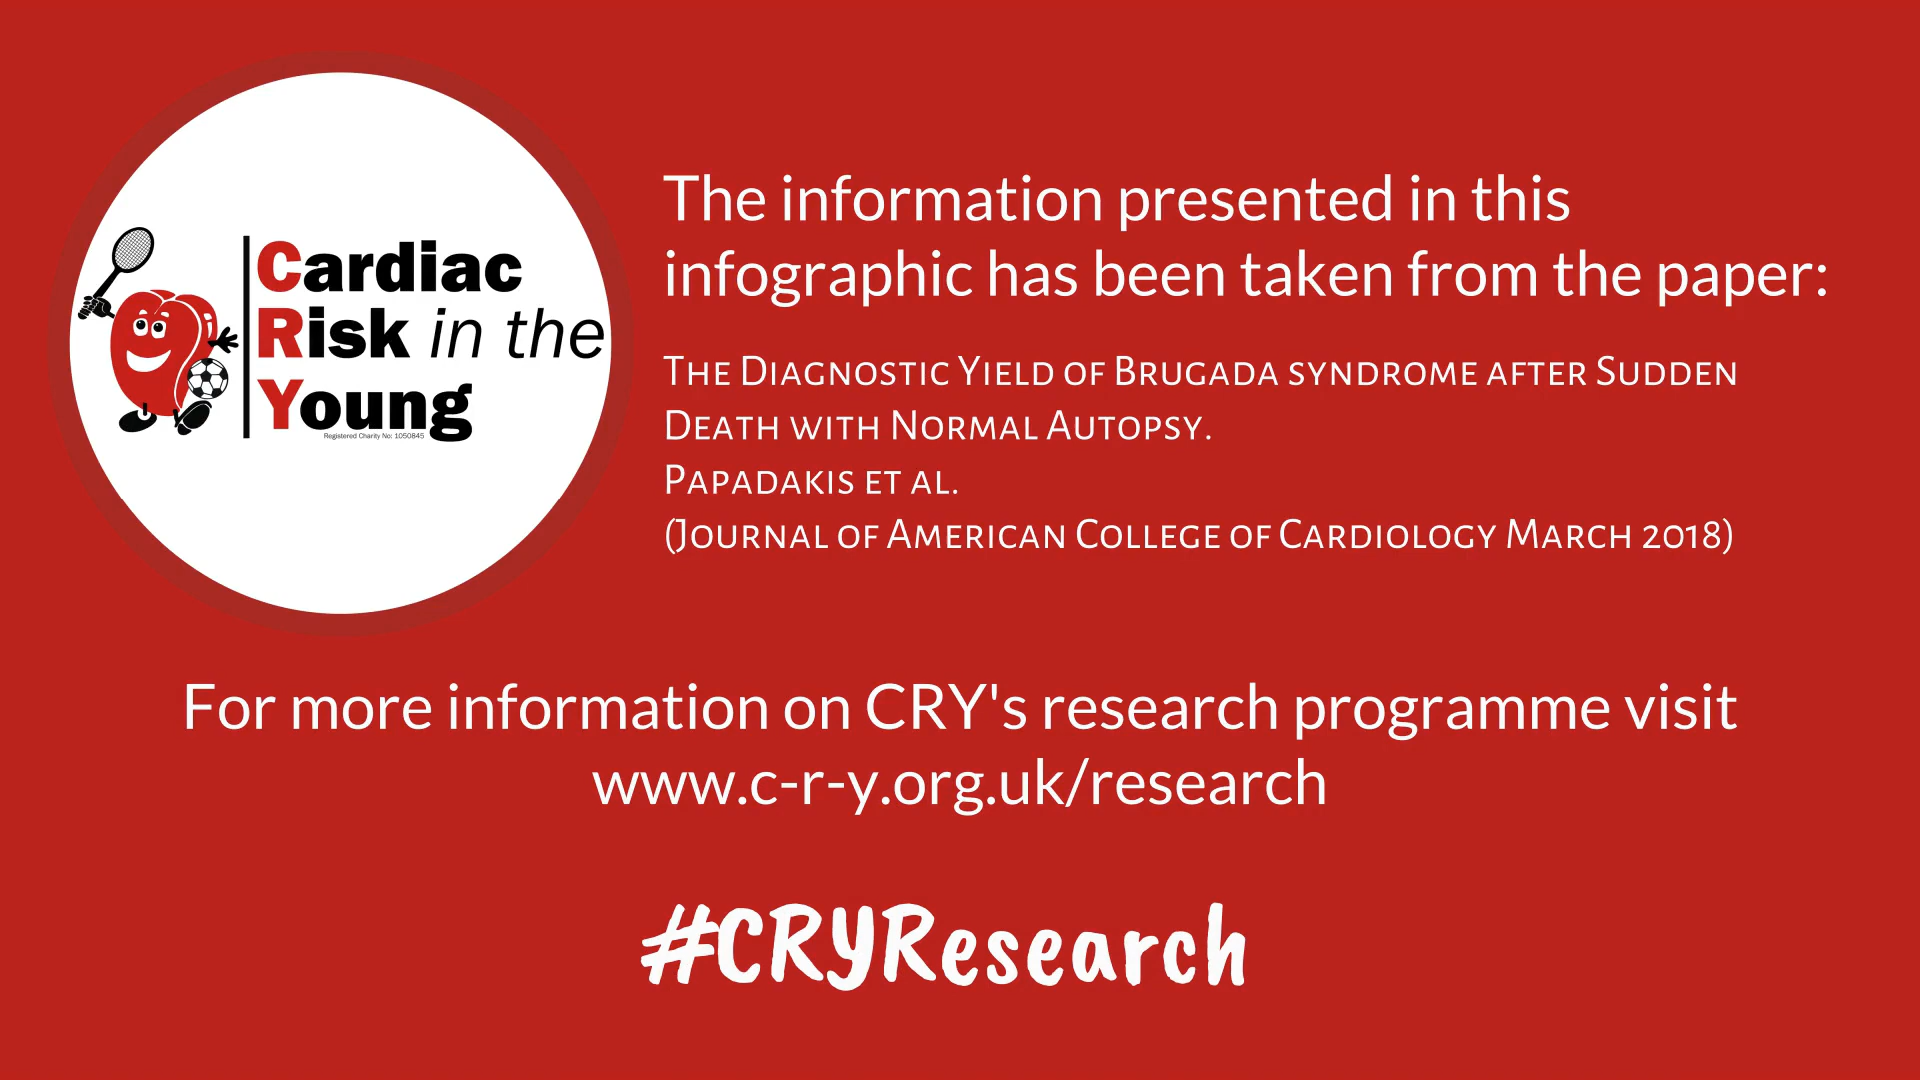 Cardiac
Risk in the
Young
Registered Charity No: 1050845
The information presented in this
infographic has been taken from the paper:
The Diagnostic Yield of Brugada syndrome after Sudden
Death with Normal Autopsy.
Papadakis et al.
(Journal of American College of Cardiology March 2018)
For more information on CRY's research programme visit
www.c-r-y.org.uk/research
#CRYResearch